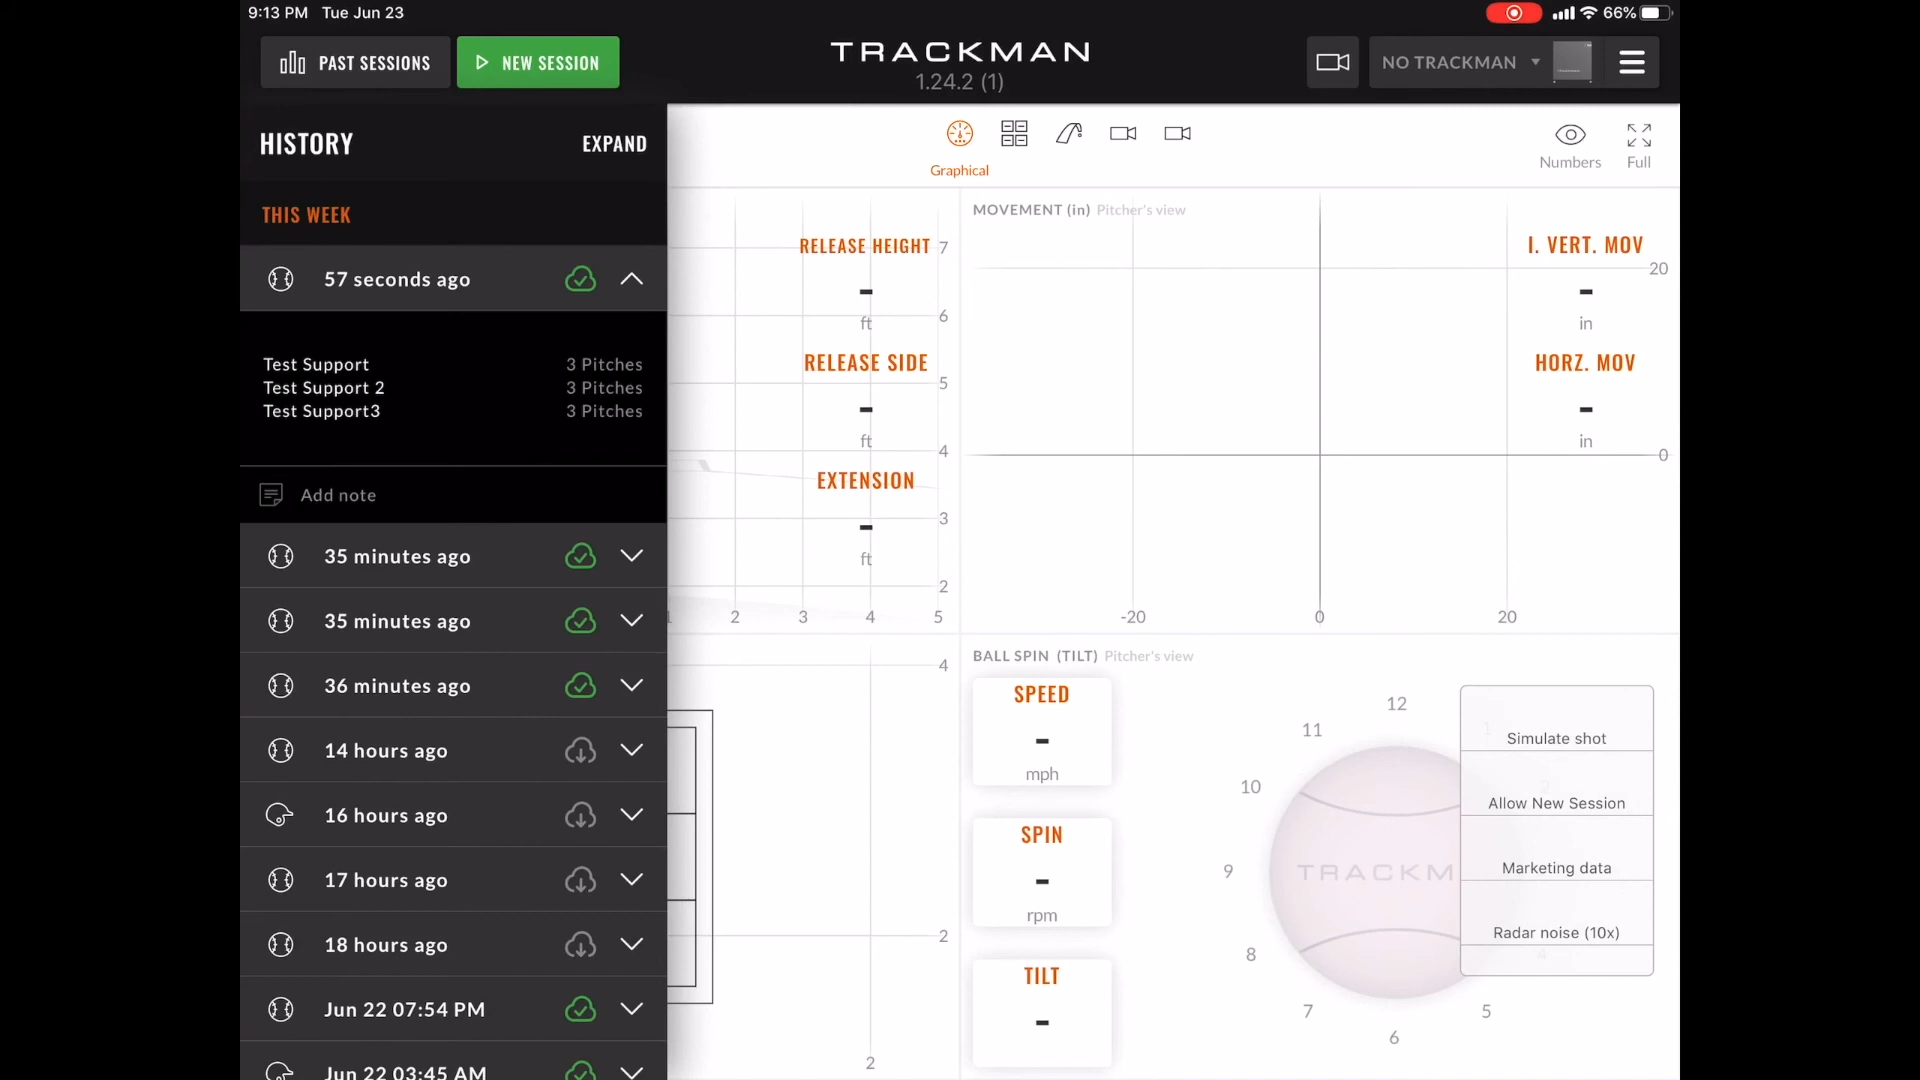 9:13 PM Tue Jun 23
66%
PAST SESSIONS
NEW SESSION
TRACKMAN
1.24.2 (1)
NO TRACKMAN
HISTORY
EXPAND
THIS WEEK
57 seconds ago
Test Support 3 Pitches
Test Support 2 3 Pitches
Test Support3 3 Pitches
Add note
35 minutes ago
35 minutes ago
36 minutes ago
14 hours ago
16 hours ago
17 hours ago
18 hours ago
Jun 22 07:54 PM
Jun 22 03:45 AM
Graphical
Numbers
Full
RELEASE HEIGHT
-
ft
RELEASE SIDE
-
ft
EXTENSION
-
ft
7
6
5
4
3
2
1 2 3 4 5
MOVEMENT (in) Pitcher's view
I. VERT. MOV
-
in
HORZ. MOV
-
in
20
0
-20 0 20
4
2
2
BALL SPIN (TILT) Pitcher's view
SPEED
-
mph
SPIN
-
rpm
TILT
-
12
11
10
9
8
7
6
5
1
2
4
TRACKM
Simulate shot
Allow New Session
Marketing data
Radar noise (10x)